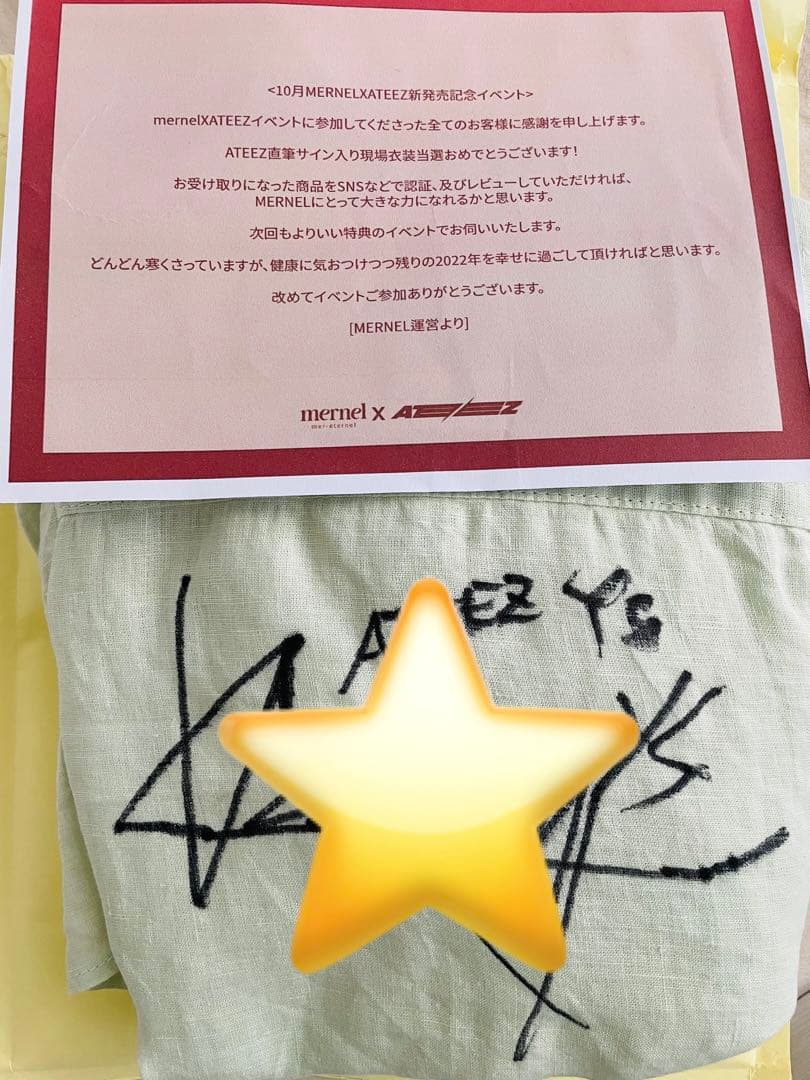 <10月MERNELXATEEZ新発売記念イベント>
mernelXATEEZイベントに参加してくださった全てのお客様に感謝を申し上げます。
ATEEZ直筆サイン入り現場衣装当選おめでとうございます!
お受け取りになった商品をSNSなどで認証、及びレビューしていただければ、
MERNELにとって大きな力になれるかと思います。
次回もよりいい特典のイベントでお伺いいたします。
どんどん寒くさっていますが、健康に気おつけつつ残りの2022年を幸せに過ごして頂ければと思います。
改めてイベントご参加ありがとうございます。
[MERNEL運営より]
mernel X ATEEZ
mer·eternel
YS